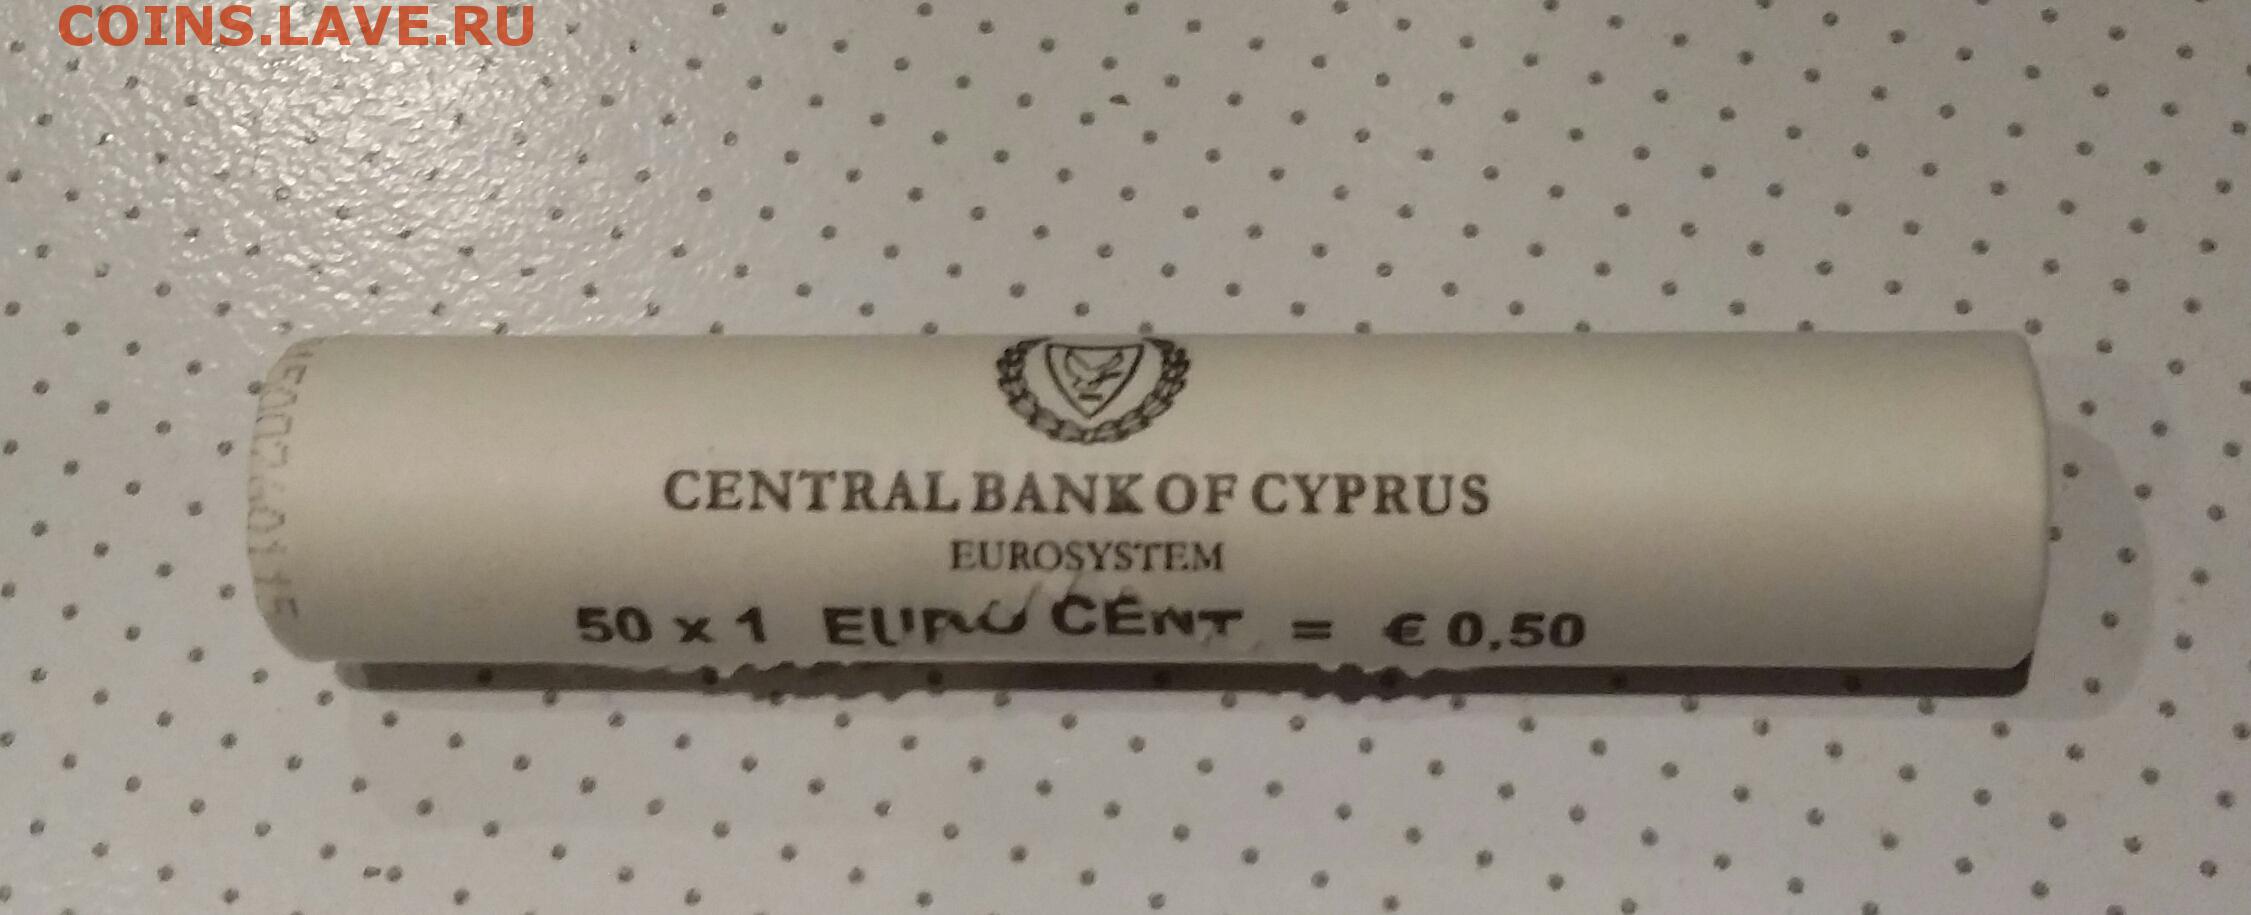 COINS.LAVE.RU
CENTRAL BANK OF CYPRUS
EUROSYSTEM
50 x 1 EURO CENT = € 0.50